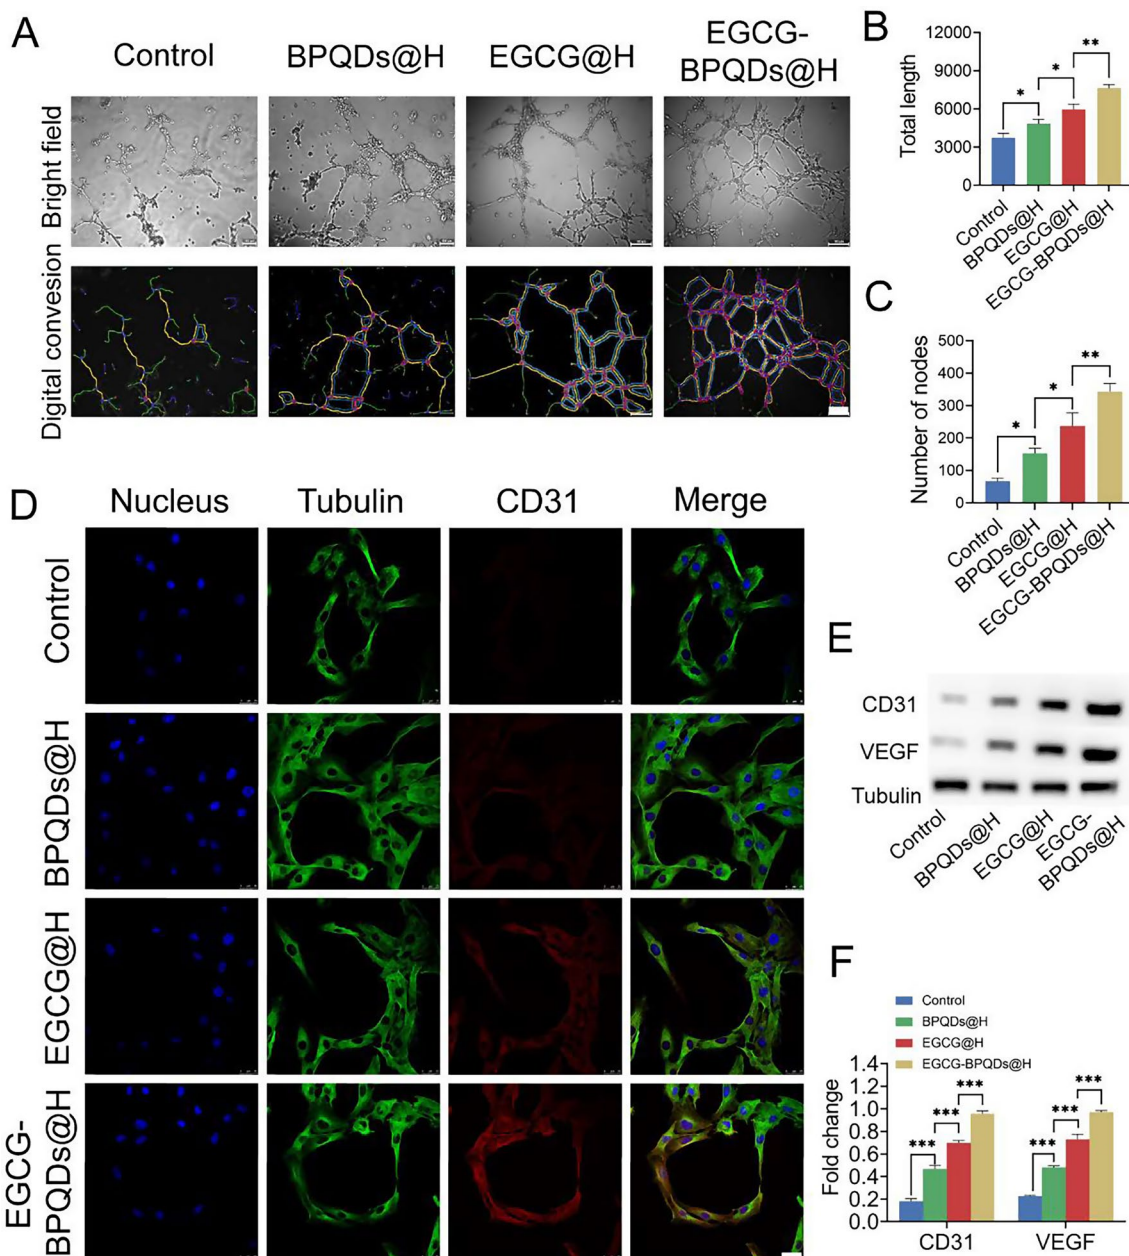 A
Control
BPQDs@H
EGCG@H
EGCG-
BPQDs@H
Bright field
Digital convesion
B
Total length
12000
9000
6000
3000
0
*
*
**
Control
BPQDs@H
EGCG@H
EGCG-BPQDs@H
C
Number of nodes
500
400
300
200
100
0
*
*
**
Control
BPQDs@H
EGCG@H
EGCG-BPQDs@H
D
Nucleus
Tubulin
CD31
Merge
Control
BPQDs@H
EGCG@H
EGCG-
BPQDs@H
E
CD31
VEGF
Tubulin
Control
BPQDs@H
EGCG@H
EGCG-
BPQDs@H
F
Control
BPQDs@H
EGCG@H
EGCG-BPQDs@H
Fold change
1.4
1.2
1.0
0.8
0.6
0.4
0.2
0.0
***
***
***
***
***
***
CD31
VEGF